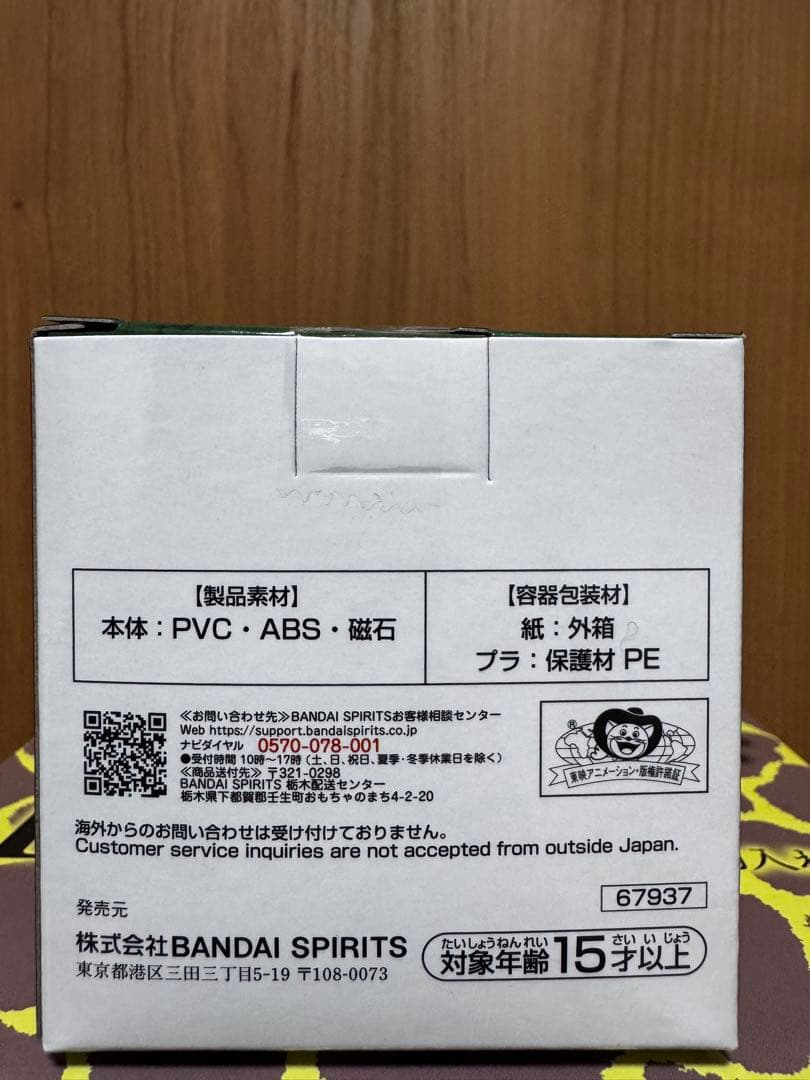 【製品素材】
本体：PVC・ABS・磁石
【容器包装材】
紙：外箱
プラ：保護材 PE
≪お問い合わせ先≫BANDAI SPIRITSお客様相談センター
Web https://support.bandaispirits.co.jp
ナビダイヤル 0570-078-001
●受付時間 10時〜17時（土、日、祝日、夏季・冬季休業日を除く）
≪商品送付先≫ 〒321-0298
BANDAI SPIRITS 栃木配送センター
栃木県下都賀郡壬生町おもちゃのまち4-2-20
®
東映アニメーション・版権許諾証
海外からのお問い合わせは受け付けておりません。
Customer service inquiries are not accepted from outside Japan.
67937
発売元
株式会社BANDAI SPIRITS
東京都港区三田三丁目5-19 〒108-0073
たいしょうねんれい さい いじょう
対象年齢15才以上